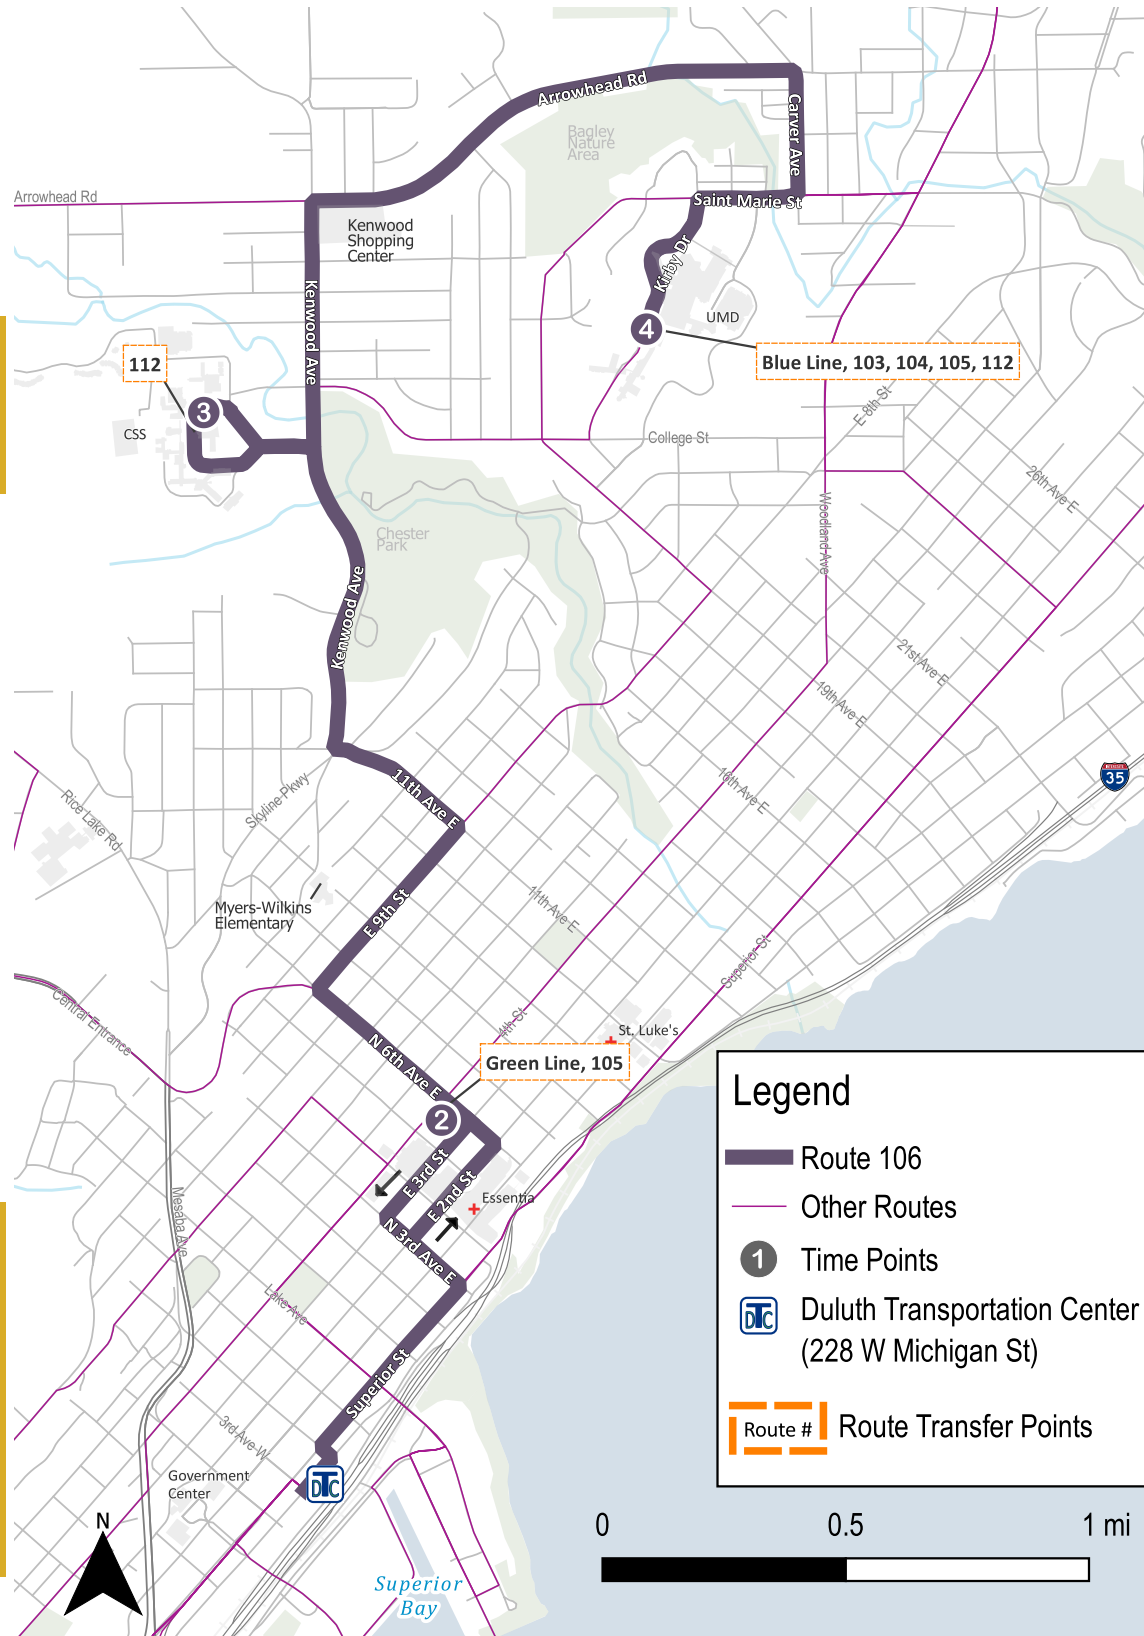 Arrowhead Rd
Carver Ave
Bagley
Nature
Area
Arrowhead Rd
Saint Marie St
Kenwood
Shopping
Center
Kirby Dr
Kenwood Ave
UMD
4
112
Blue Line, 103, 104, 105, 112
3
CSS
E 8th St
College St
26th Ave E
Woodland Ave
Chester
Park
Kenwood Ave
21st Ave E
19th Ave E
16th Ave E
INTERSTATE
35
11th Ave E
Skyline Pkwy
Rice Lake Rd
Myers-Wilkins
Elementary
E 9th St
11th Ave E
Superior St
Central Entrance
4th St
St. Luke's
N 6th Ave E
Green Line, 105
2
E 3rd St
E 2nd St
Essentia
N 3rd Ave E
Mesaba Ave
Lake Ave
Superior St
3rd Ave W
Government
Center
DTC
N
Superior
Bay
Legend
Route 106
Other Routes
1
Time Points
DTC
Duluth Transportation Center
(228 W Michigan St)
Route #
Route Transfer Points
0 0.5 1 mi